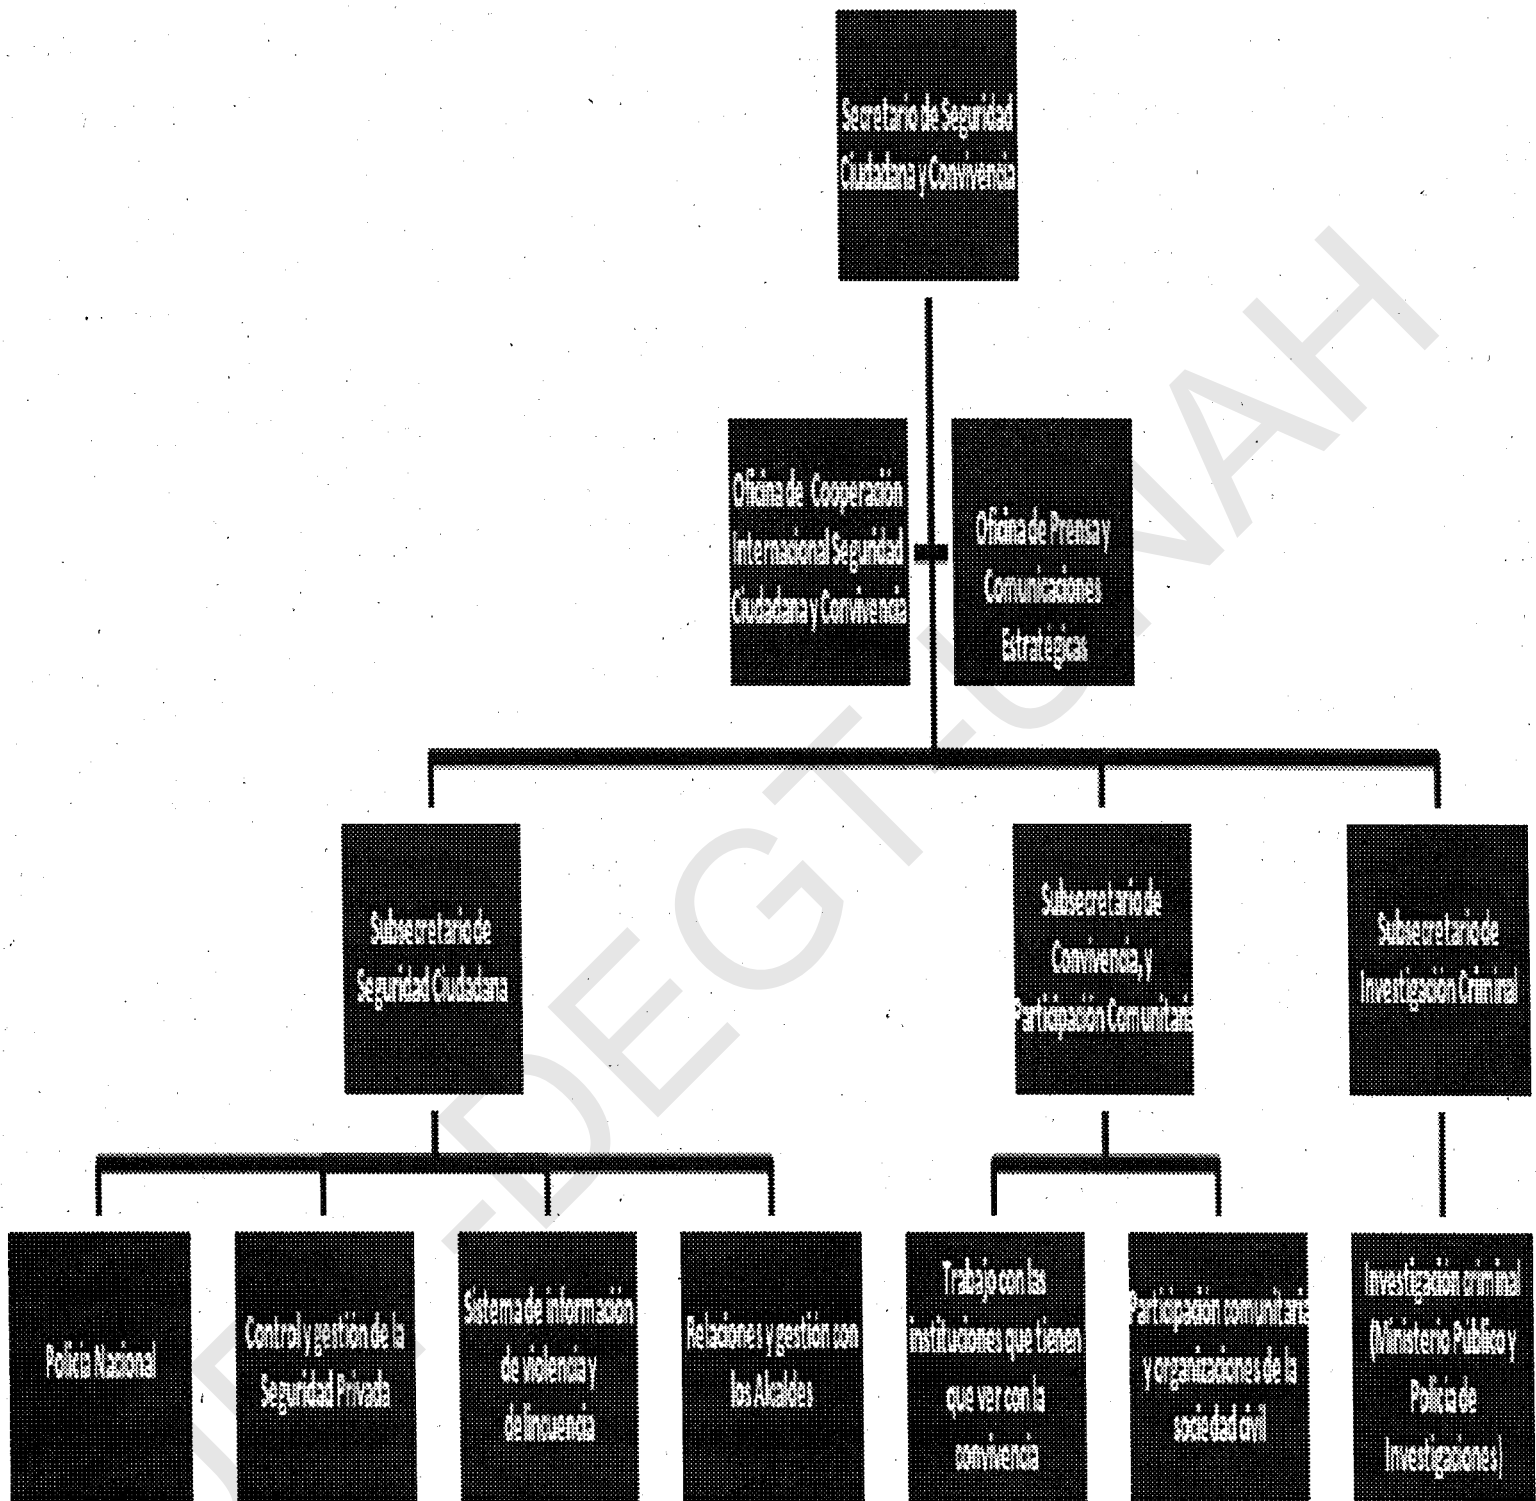 Secretario de Seguridad
Ciudadana y Convivencia
Oficina de Cooperación
Internacional Seguridad
Ciudadana y Convivencia
Oficina de Prensa y
Comunicaciones
Estratégicas
Subsecretario de
Seguridad Ciudadana
Subsecretario de
Convivencia, y
Participación Comunitaria
Subsecretario de
Investigación Criminal
Policía Nacional
Control y gestión de la
Seguridad Privada
Sistema de información
de violencia y
delincuencia
Relaciones y gestión con
los Alcaldes
Trabajo con las
instituciones que tienen
que ver con la
convivencia
Participación comunitaria
y organizaciones de la
sociedad civil
Investigación criminal
(Ministerio Público y
Policía de
Investigaciones)
-DEGT-UNAH